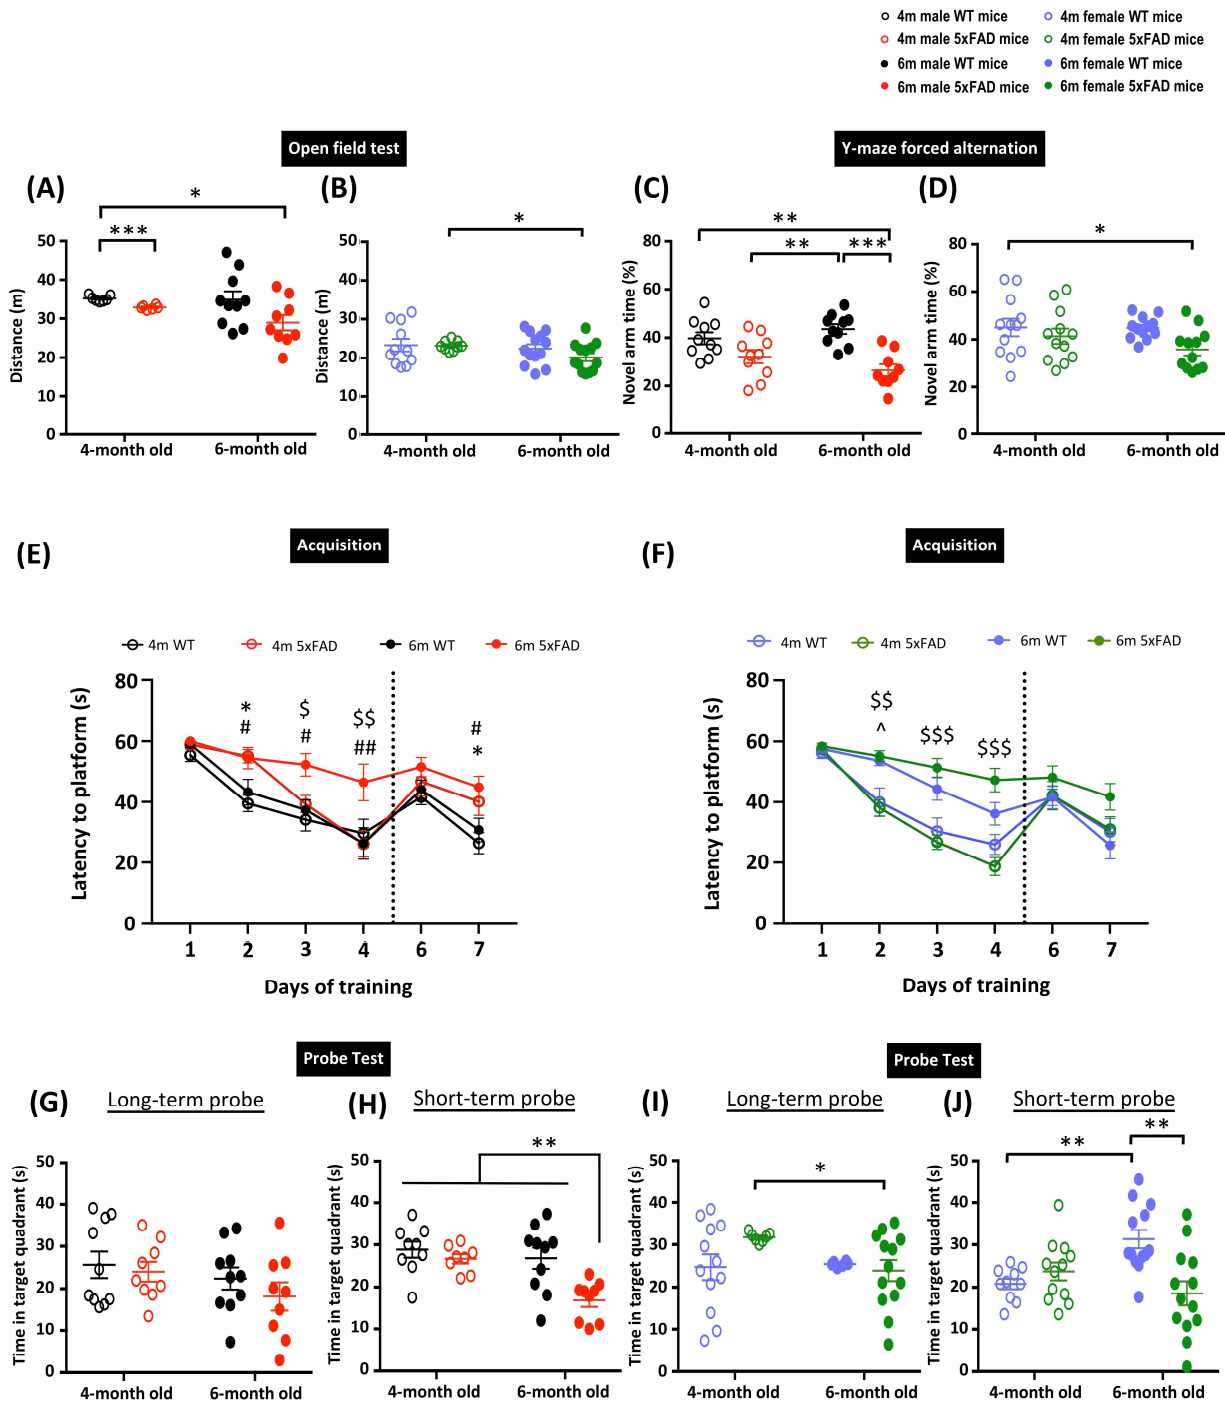 4m male WT mice
4m female WT mice
4m male 5xFAD mice
4m female 5xFAD mice
6m male WT mice
6m female WT mice
6m male 5xFAD mice
6m female 5xFAD mice
Open field test
Y-maze forced alternation
(A)
(B)
(C)
(D)
*
***
50
40
30
20
10
0
Distance (m)
4-month old
6-month old
*
50
40
30
20
10
0
Distance (m)
4-month old
6-month old
**
**
***
80
60
40
20
0
Novel arm time (%)
4-month old
6-month old
*
80
60
40
20
0
Novel arm time (%)
4-month old
6-month old
(E)
Acquisition
4m WT
4m 5xFAD
6m WT
6m 5xFAD
80
60
40
20
0
Latency to platform (s)
*
#
$
#
$$
##
#
*
1 2 3 4 6 7
Days of training
(F)
Acquisition
4m WT
4m 5xFAD
6m WT
6m 5xFAD
80
60
40
20
0
Latency to platform (s)
$$
^
$$$
$$$
1 2 3 4 6 7
Days of training
Probe Test
Probe Test
(G)
Long-term probe
50
40
30
20
10
0
Time in target quadrant (s)
4-month old
6-month old
(H)
Short-term probe
**
50
40
30
20
10
0
Time in target quadrant (s)
4-month old
6-month old
(I)
Long-term probe
*
50
40
30
20
10
0
Time in target quadrant (s)
4-month old
6-month old
(J)
Short-term probe
**
**
50
40
30
20
10
0
Time in target quadrant (s)
4-month old
6-month old